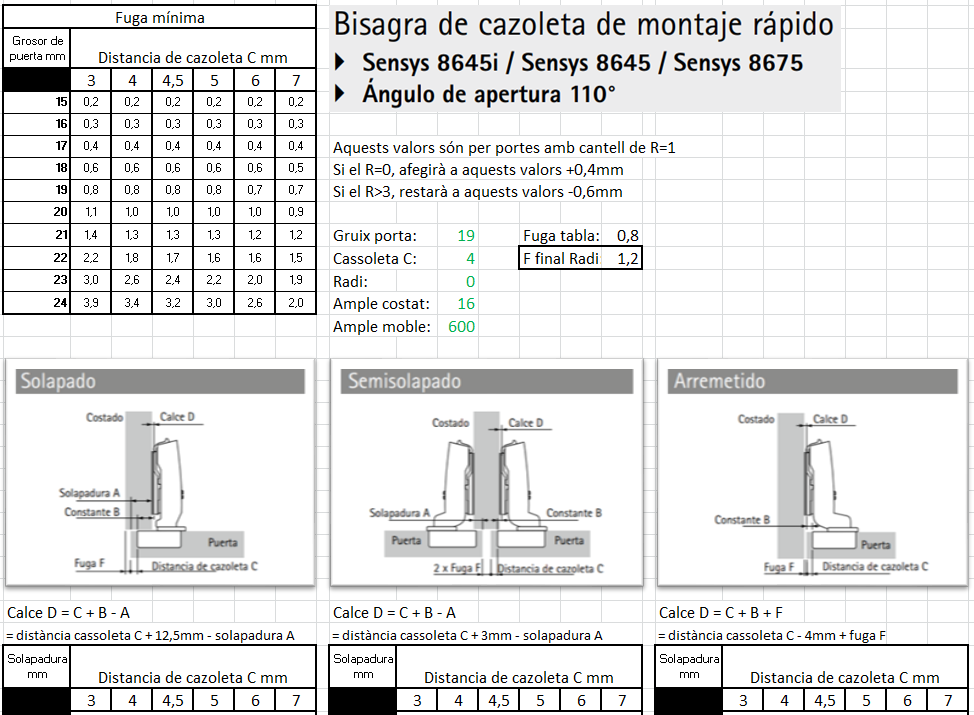 Fuga mínima
Grosor de puerta mm
Distancia de cazoleta C mm
3 4 4,5 5 6 7
15 0,2 0,2 0,2 0,2 0,2 0,2
16 0,3 0,3 0,3 0,3 0,3 0,3
17 0,4 0,4 0,4 0,4 0,4 0,4
18 0,6 0,6 0,6 0,6 0,6 0,5
19 0,8 0,8 0,8 0,8 0,7 0,7
20 1,1 1,0 1,0 1,0 1,0 0,9
21 1,4 1,3 1,3 1,3 1,2 1,2
22 2,2 1,8 1,7 1,6 1,6 1,5
23 3,0 2,6 2,4 2,2 2,0 1,9
24 3,9 3,4 3,2 3,0 2,6 2,0
Bisagra de cazoleta de montaje rápido
Sensys 8645i / Sensys 8645 / Sensys 8675
Ángulo de apertura 110°
Aquests valors són per portes amb cantell de R=1
Si el R=0, afegirà a aquests valors +0,4mm
Si el R>3, restarà a aquests valors -0,6mm
Gruix porta: 19
Cassoleta C: 4
Radi: 0
Ample costat: 16
Ample moble: 600
Fuga tabla: 0,8
F final Radi 1,2
Solapado
Costado
Calce D
Solapadura A
Constante B
Puerta
Fuga F
Distancia de cazoleta C
Calce D = C + B - A
= distància cassoleta C + 12,5mm - solapadura A
Solapadura mm
Distancia de cazoleta C mm
3 4 4,5 5 6 7
Semisolapado
Costado
Calce D
Solapadura A
Constante B
Puerta
Puerta
2 x Fuga F
Distancia de cazoleta C
Calce D = C + B - A
= distància cassoleta C + 3mm - solapadura A
Solapadura mm
Distancia de cazoleta C mm
3 4 4,5 5 6 7
Arremetido
Costado
Calce D
Constante B
Puerta
Fuga F
Distancia de cazoleta C
Calce D = C + B + F
= distància cassoleta C - 4mm + fuga F
Solapadura mm
Distancia de cazoleta C mm
3 4 4,5 5 6 7